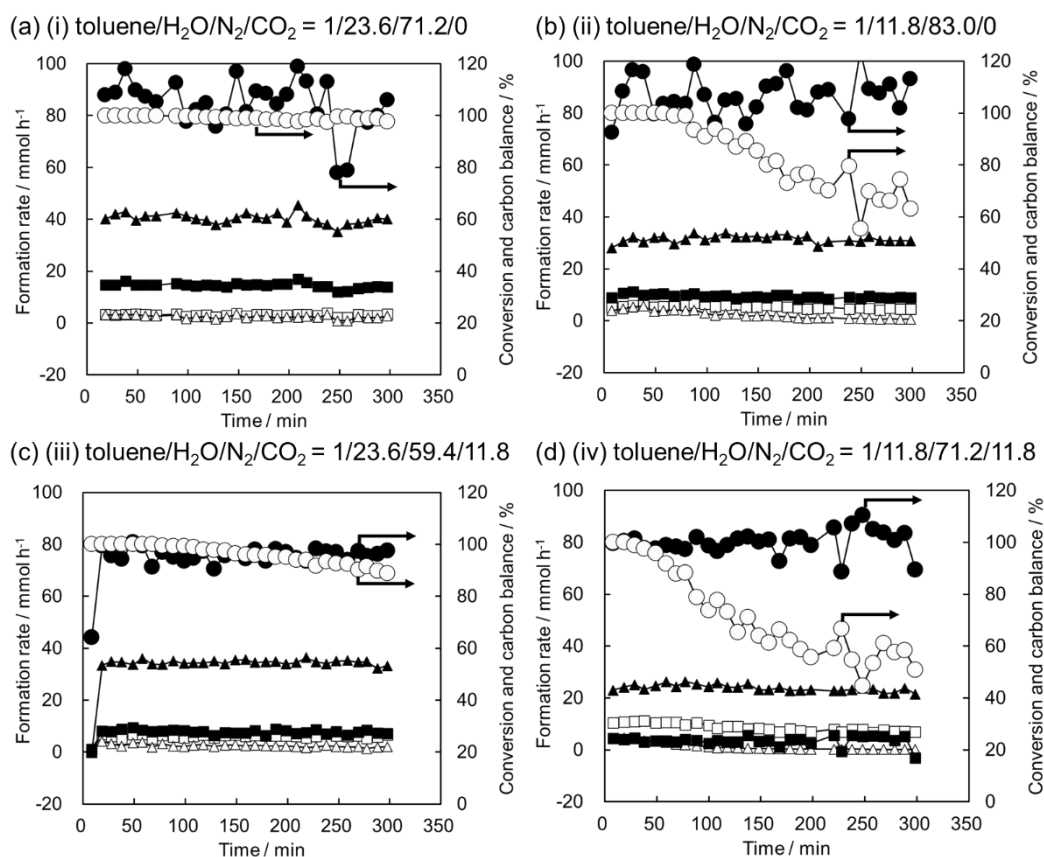 (a) (i) toluene/H₂O/N₂/CO₂ = 1/23.6/71.2/0
(b) (ii) toluene/H₂O/N₂/CO₂ = 1/11.8/83.0/0
Formation rate / mmol h⁻¹
100
80
60
40
20
0
-20
0 50 100 150 200 250 300 350
Time / min
120
100
80
60
40
20
0
Conversion and carbon balance / %
Formation rate / mmol h⁻¹
100
80
60
40
20
0
-20
0 50 100 150 200 250 300 350
Time / min
120
100
80
60
40
20
0
Conversion and carbon balance / %
(c) (iii) toluene/H₂O/N₂/CO₂ = 1/23.6/59.4/11.8
(d) (iv) toluene/H₂O/N₂/CO₂ = 1/11.8/71.2/11.8
Formation rate / mmol h⁻¹
100
80
60
40
20
0
-20
0 50 100 150 200 250 300 350
Time / min
120
100
80
60
40
20
0
Conversion and carbon balance / %
Formation rate / mmol h⁻¹
100
80
60
40
20
0
-20
0 50 100 150 200 250 300 350
Time / min
120
100
80
60
40
20
0
Conversion and carbon balance / %